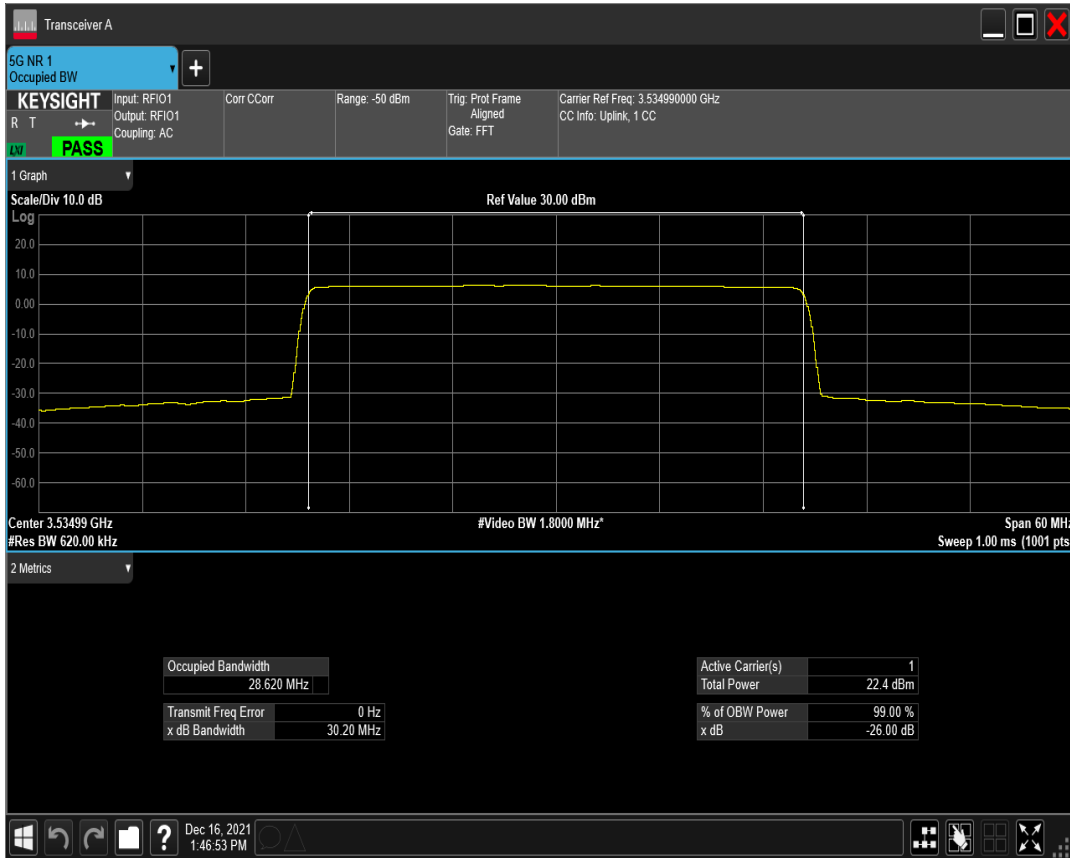 Transceiver A
5G NR 1
Occupied BW
KEYSIGHT
R T
LXI
PASS
Input: RFIO1
Output: RFIO1
Coupling: AC
Corr CCorr
Range: -50 dBm
Trig: Prot Frame
Aligned
Gate: FFT
Carrier Ref Freq: 3.534990000 GHz
CC Info: Uplink, 1 CC
1 Graph
Scale/Div 10.0 dB
Ref Value 30.00 dBm
Log
20.0
10.0
0.00
-10.0
-20.0
-30.0
-40.0
-50.0
-60.0
Center 3.53499 GHz
#Video BW 1.8000 MHz*
Span 60 MHz
#Res BW 620.00 kHz
Sweep 1.00 ms (1001 pts
2 Metrics
Occupied Bandwidth
28.620 MHz
Transmit Freq Error 0 Hz
x dB Bandwidth 30.20 MHz
Active Carrier(s) 1
Total Power 22.4 dBm
% of OBW Power 99.00 %
x dB -26.00 dB
?
Dec 16, 2021
1:46:53 PM